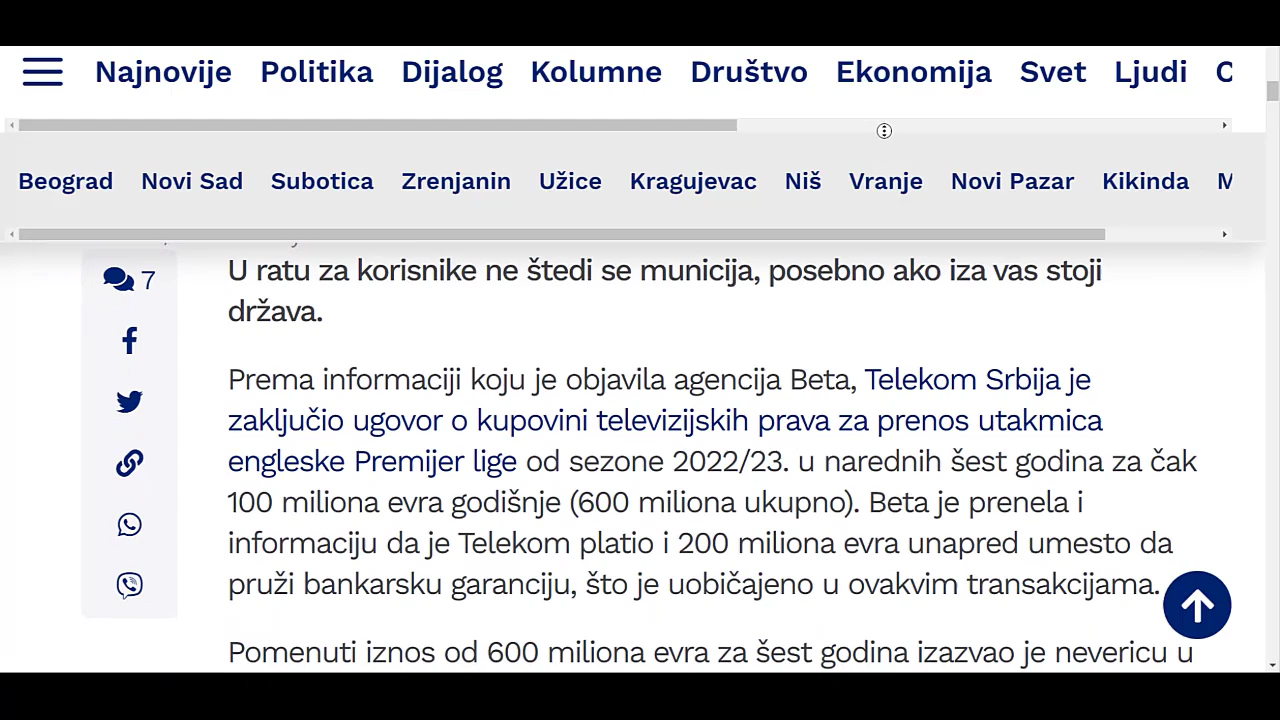 Najnovije Politika Dijalog Kolumne Društvo Ekonomija Svet Ljudi
Beograd Novi Sad Subotica Zrenjanin Užice Kragujevac Niš Vranje Novi Pazar Kikinda
7
U ratu za korisnike ne štedi se municija, posebno ako iza vas stoji
država.
Prema informaciji koju je objavila agencija Beta, Telekom Srbija je
zaključio ugovor o kupovini televizijskih prava za prenos utakmica
engleske Premijer lige od sezone 2022/23. u narednih šest godina za čak
100 miliona evra godišnje (600 miliona ukupno). Beta je prenela i
informaciju da je Telekom platio i 200 miliona evra unapred umesto da
pruži bankarsku garanciju, što je uobičajeno u ovakvim transakcijama.
Pomenuti iznos od 600 miliona evra za šest godina izazvao je nevericu u